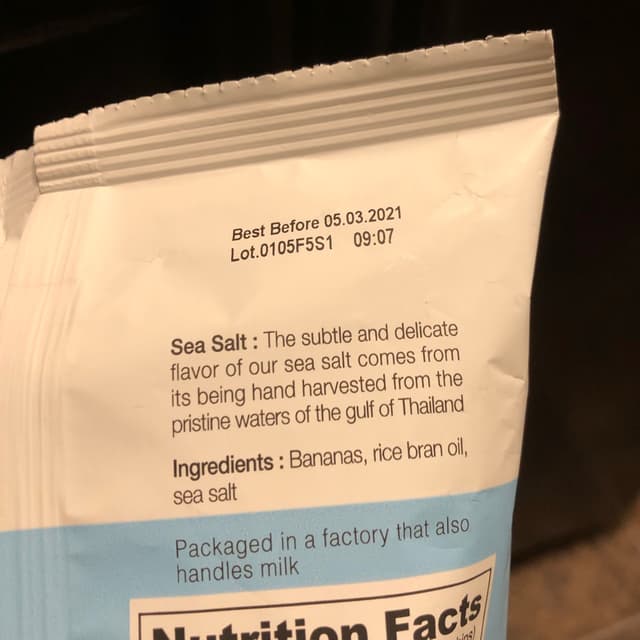 Best Before 05.03.2021
Lot.0105F5S1 09:07
Sea Salt : The subtle and delicate
flavor of our sea salt comes from
its being hand harvested from the
pristine waters of the gulf of Thailand
Ingredients : Bananas, rice bran oil,
sea salt
Packaged in a factory that also
handles milk
Nutrition Facts